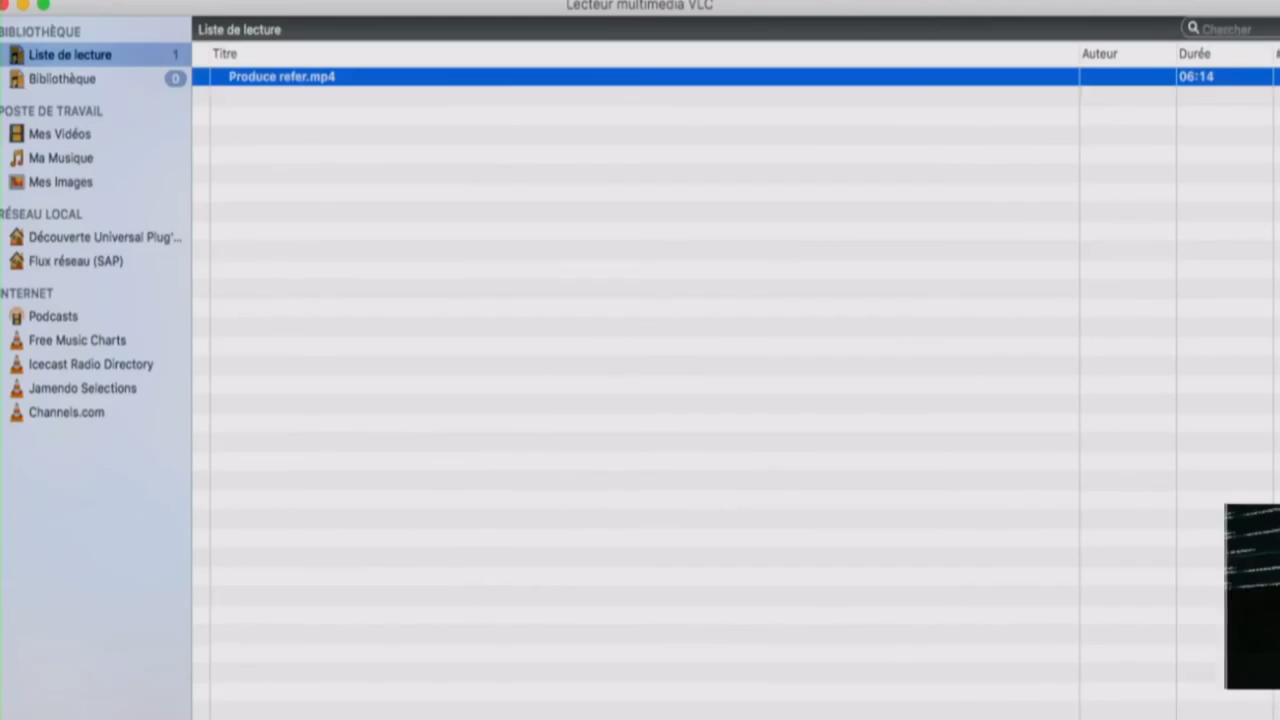 Lecteur multimédia VLC
BIBLIOTHÈQUE
Liste de lecture 1
Bibliothèque 0
POSTE DE TRAVAIL
Mes Vidéos
Ma Musique
Mes Images
RÉSEAU LOCAL
Découverte Universal Plug'...
Flux réseau (SAP)
INTERNET
Podcasts
Free Music Charts
Icecast Radio Directory
Jamendo Selections
Channels.com
Liste de lecture
Chercher
Titre Auteur Durée
Produce refer.mp4 06:14